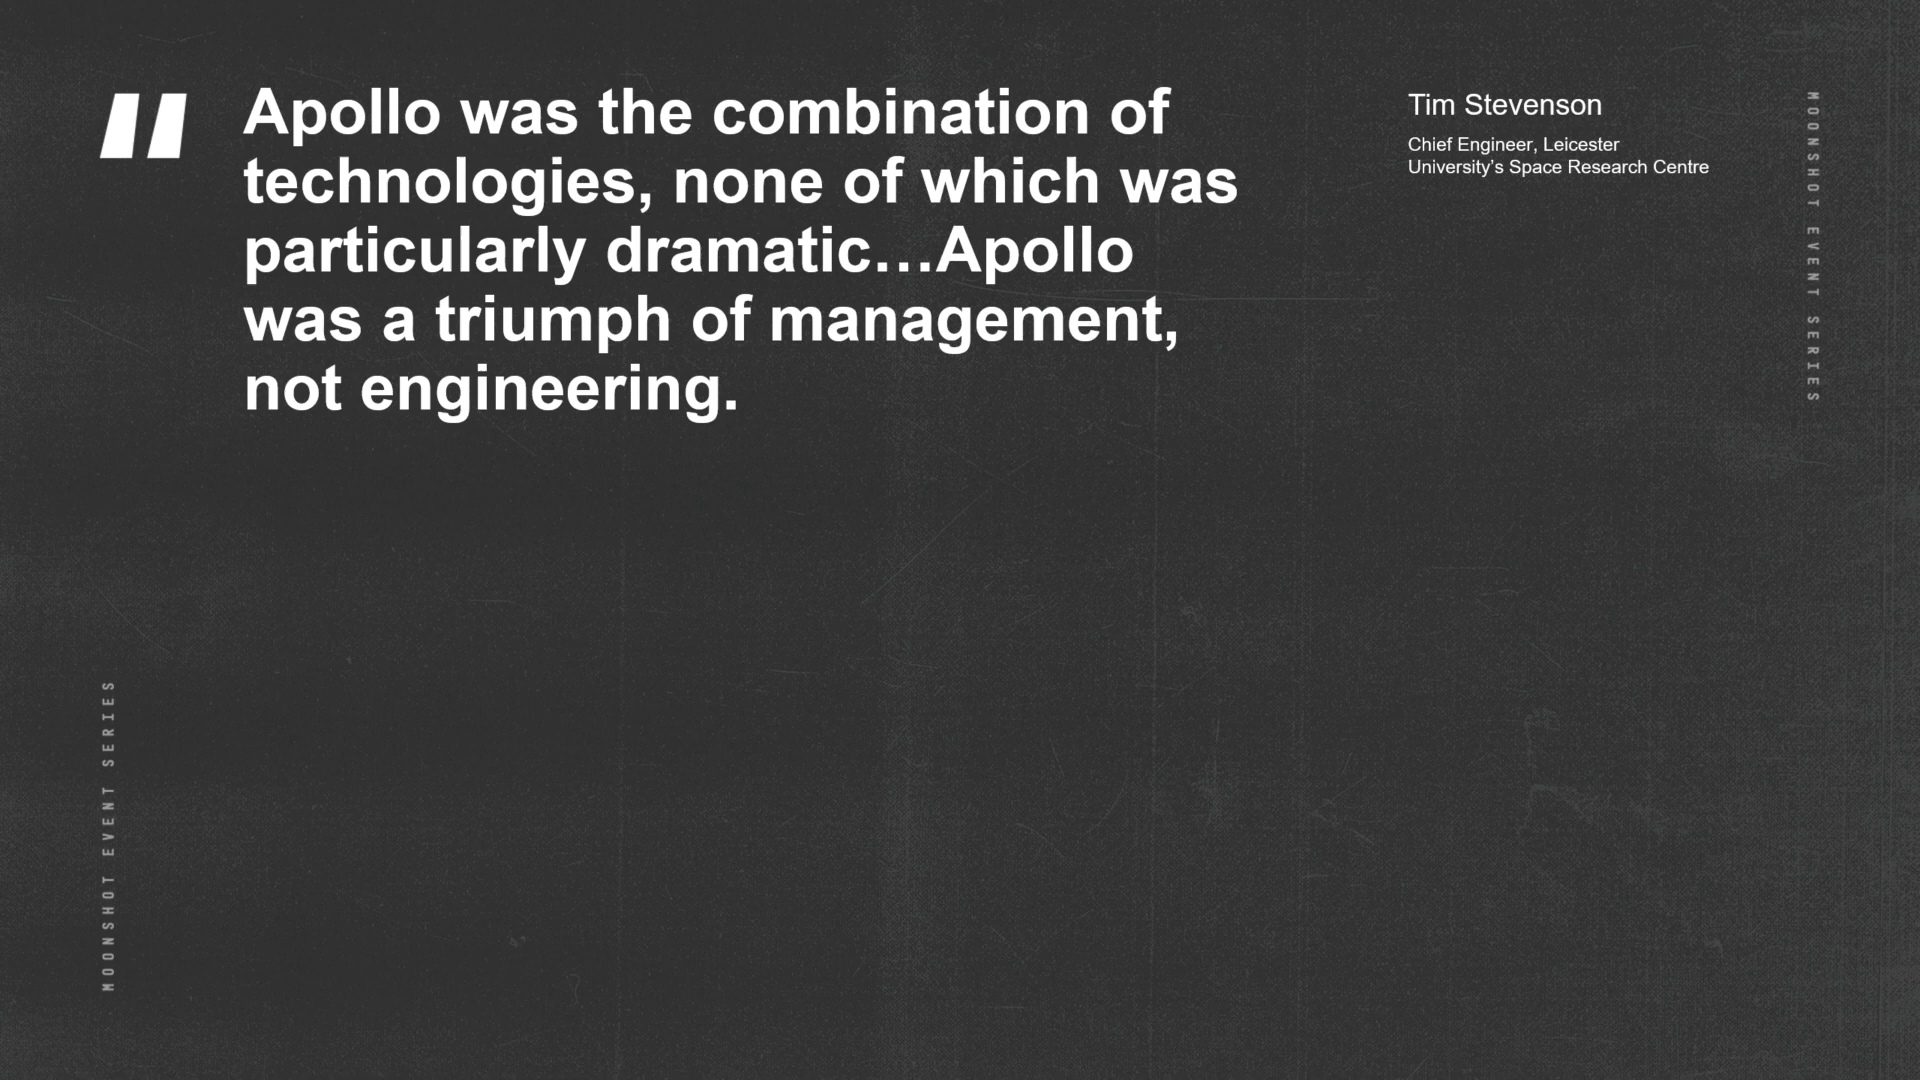 "
Apollo was the combination of
technologies, none of which was
particularly dramatic…Apollo
was a triumph of management,
not engineering.
Tim Stevenson
Chief Engineer, Leicester
University’s Space Research Centre
MOONSHOT EVENT SERIES
MOONSHOT EVENT SERIES